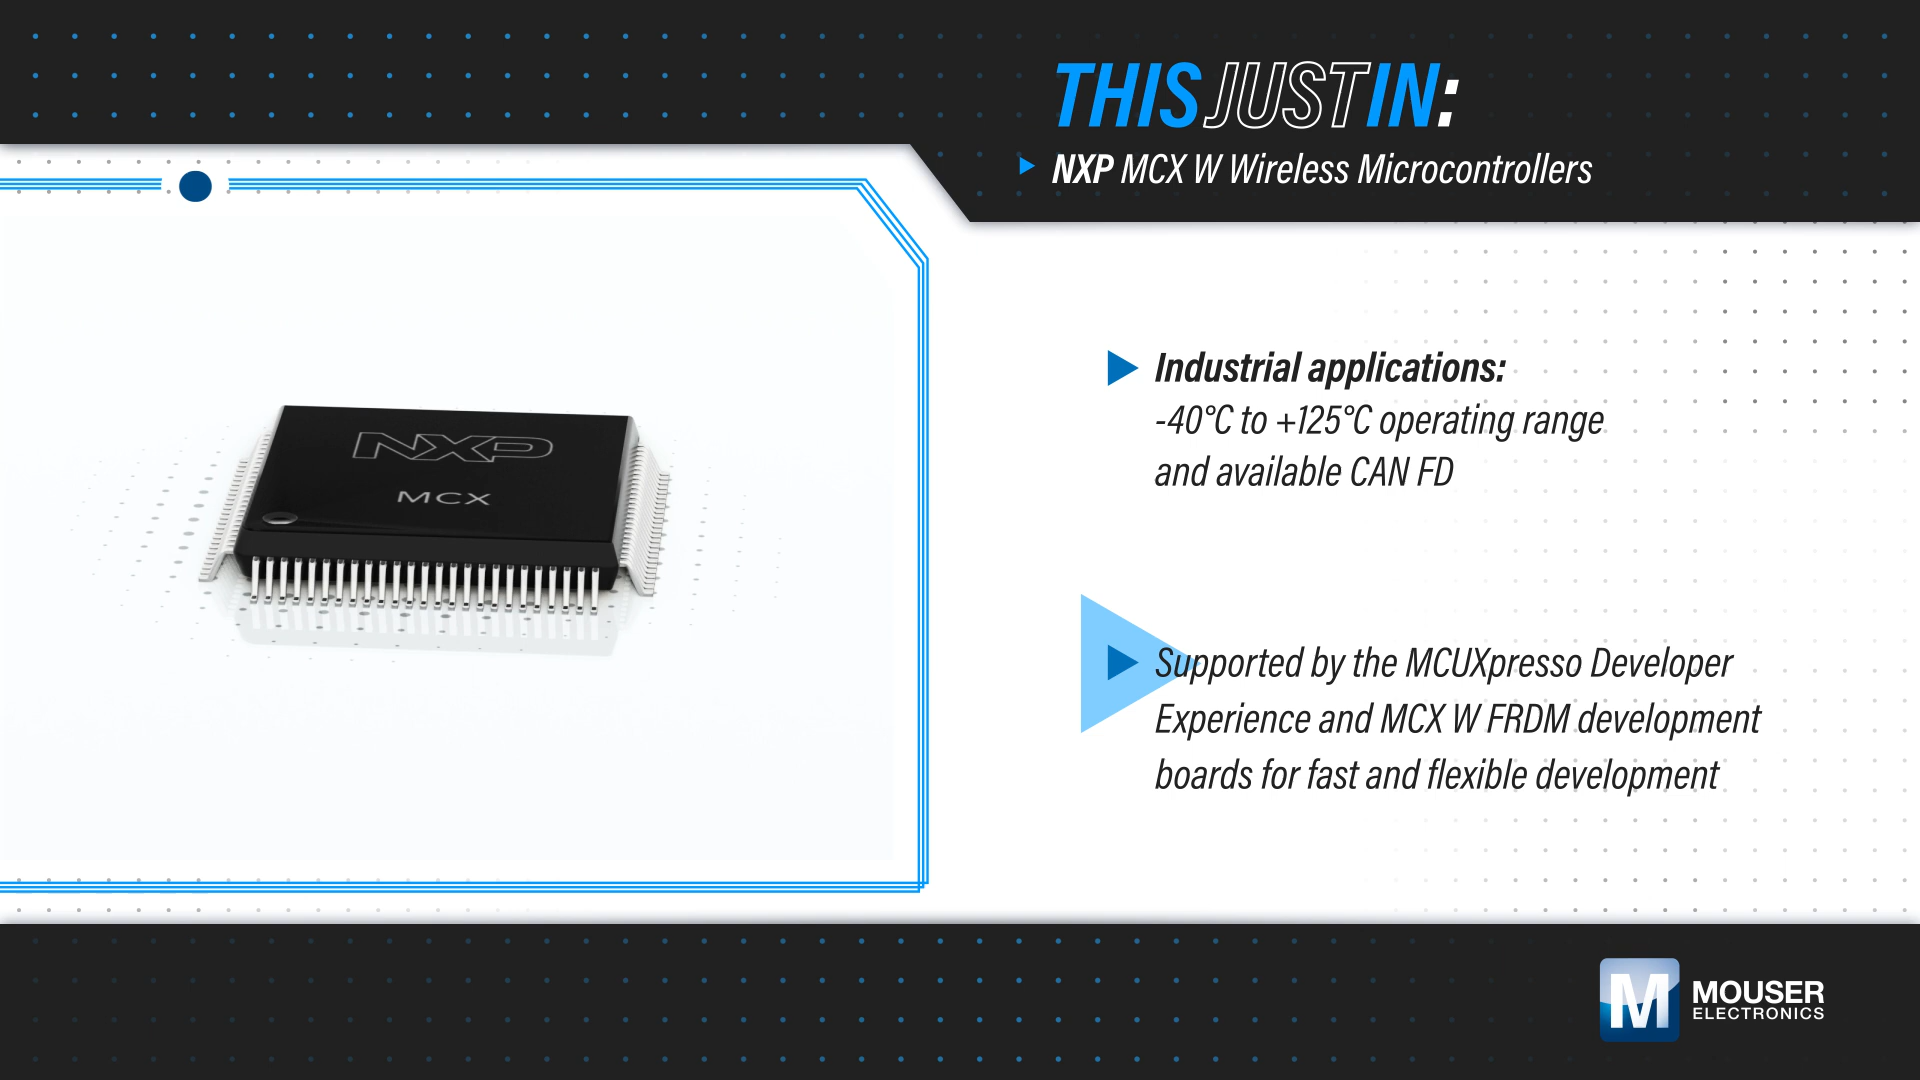 THIS JUST IN:
NXP MCX W Wireless Microcontrollers
NXP
MCX
Industrial applications:
-40°C to +125°C operating range
and available CAN FD
Supported by the MCUXpresso Developer
Experience and MCX W FRDM development
boards for fast and flexible development
M
MOUSER
ELECTRONICS